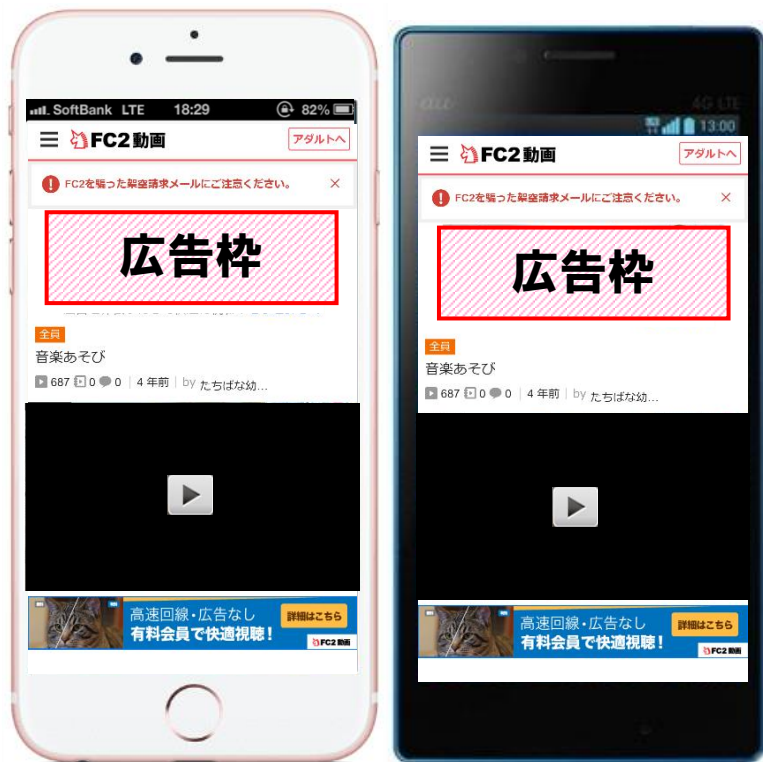 SoftBank LTE 18:29 82%
FC2動画
アダルトへ
FC2を騙った架空請求メールにご注意ください。 ×
広告枠
全員
音楽あそび
687 0 0 4 年前 by たちばな幼...
高速回線・広告なし
有料会員で快適視聴！
詳細はこちら
FC2動画
au
4G LTE
13:00
FC2動画
アダルトへ
FC2を騙った架空請求メールにご注意ください。 ×
広告枠
全員
音楽あそび
687 0 0 4 年前 by たちばな幼...
高速回線・広告なし
有料会員で快適視聴！
詳細はこちら
FC2動画